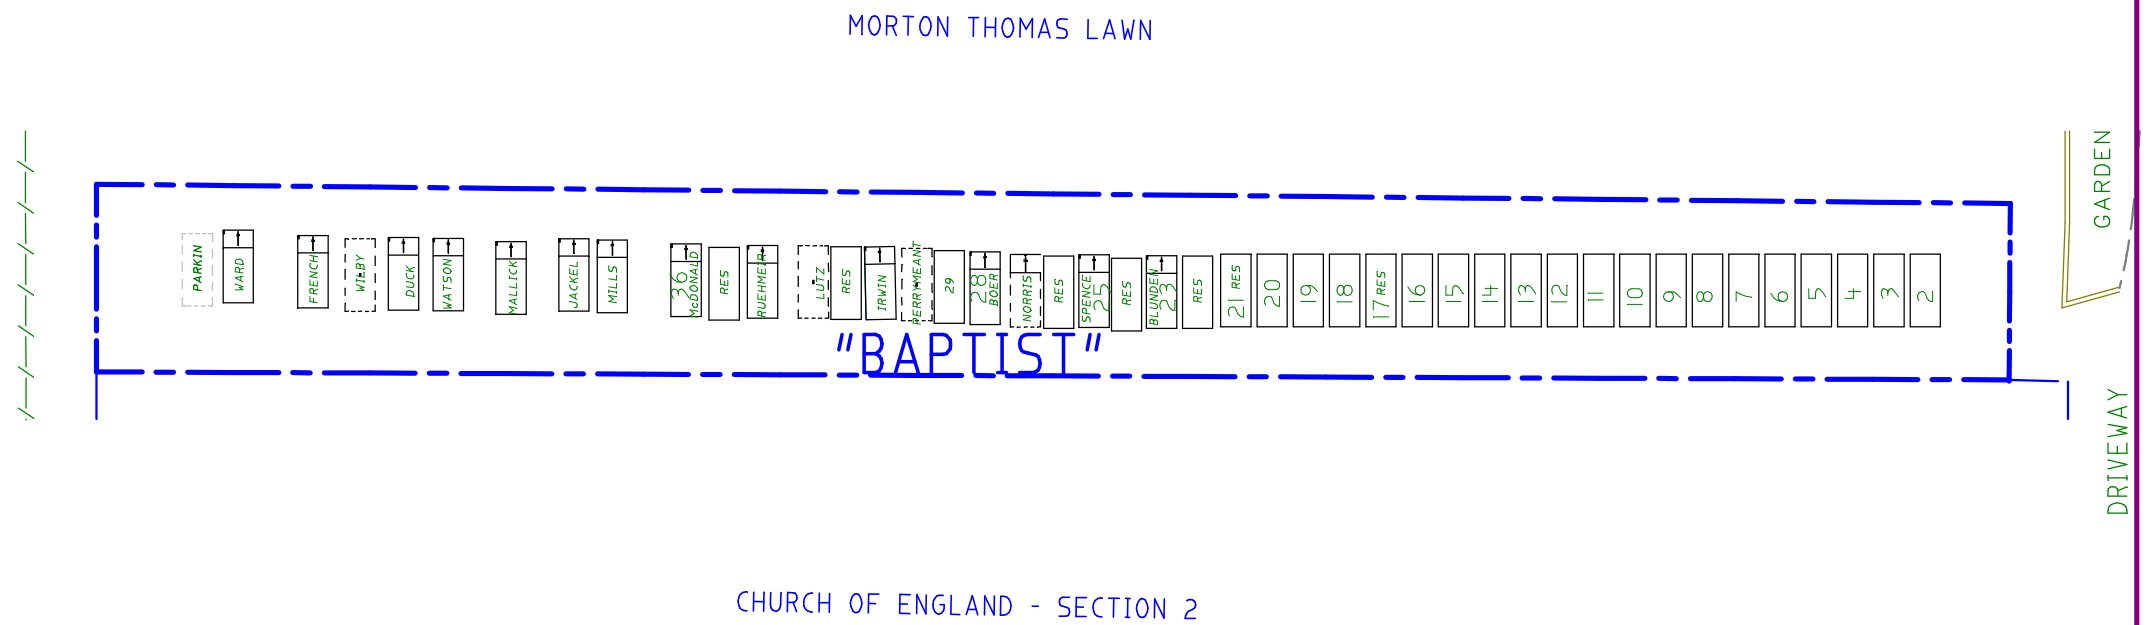 MORTON THOMAS LAWN
PARKIN
WARD
FRENCH
WILBY
DUCK
WATSON
MALLICK
JACKEL
MILLS
36
McDONALD
RES
RUEHMEIR
LUTZ
RES
IRWIN
PERRYMEANT
29
28
BOER
NORRIS
RES
SPENCE
25
RES
BLUNDEN
23
RES
21 RES
20
19
18
17 RES
16
15
14
13
12
11
10
9
8
7
6
5
4
3
2
"BAPTIST"
GARDEN
DRIVEWAY
CHURCH OF ENGLAND - SECTION 2